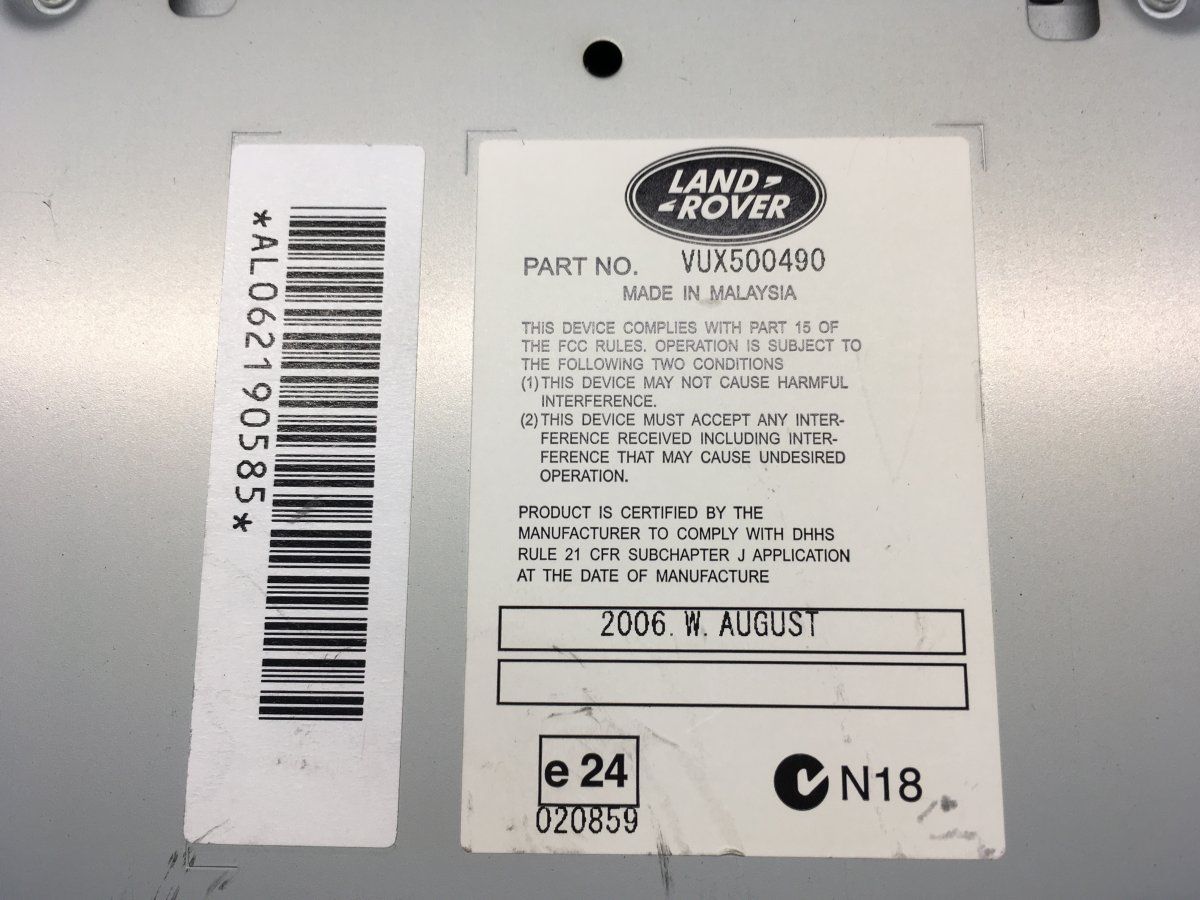 *AL06219O585*
LAND-
-ROVER
PART NO. VUX500490
MADE IN MALAYSIA
THIS DEVICE COMPLIES WITH PART 15 OF
THE FCC RULES. OPERATION IS SUBJECT TO
THE FOLLOWING TWO CONDITIONS
(1) THIS DEVICE MAY NOT CAUSE HARMFUL
INTERFERENCE.
(2) THIS DEVICE MUST ACCEPT ANY INTER-
FERENCE RECEIVED INCLUDING INTER-
FERENCE THAT MAY CAUSE UNDESIRED
OPERATION.
PRODUCT IS CERTIFIED BY THE
MANUFACTURER TO COMPLY WITH DHHS
RULE 21 CFR SUBCHAPTER J APPLICATION
AT THE DATE OF MANUFACTURE
2006. W. AUGUST
e 24
020859
N18